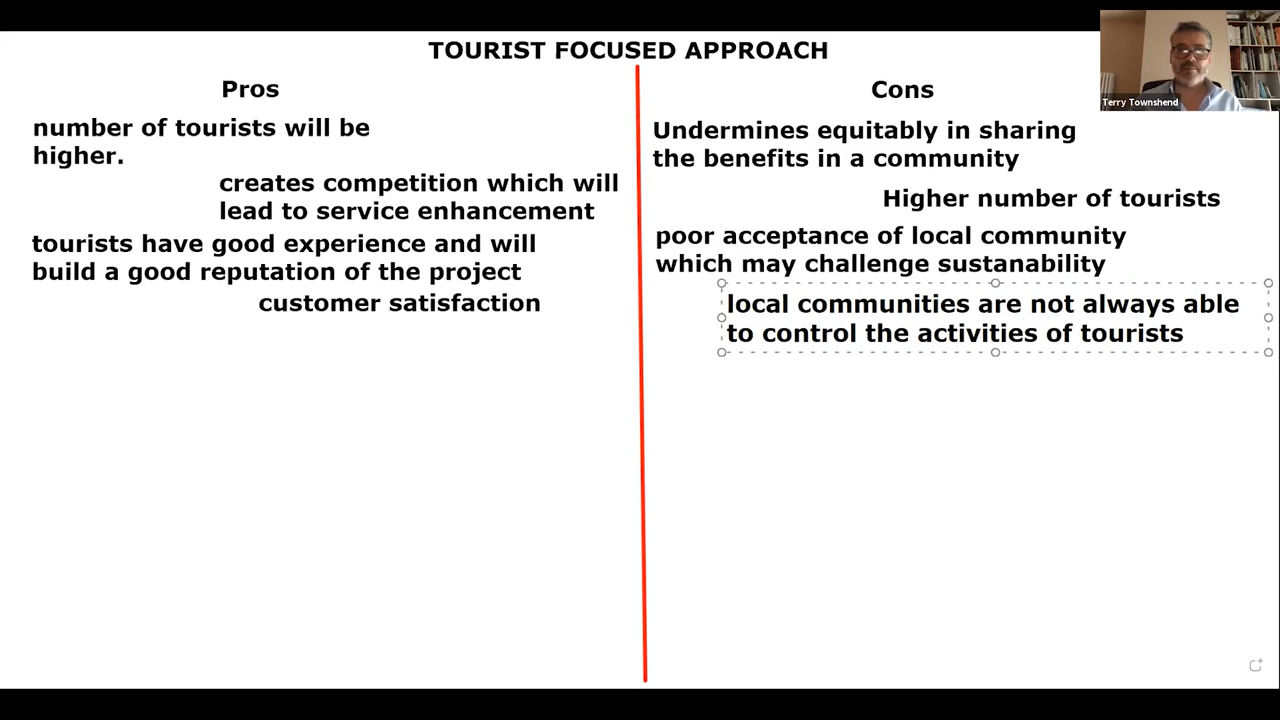 TOURIST FOCUSED APPROACH
Pros
number of tourists will be
higher.
creates competition which will
lead to service enhancement
tourists have good experience and will
build a good reputation of the project
customer satisfaction
Cons
Undermines equitably in sharing
the benefits in a community
Higher number of tourists
poor acceptance of local community
which may challenge sustanability
local communities are not always able
to control the activities of tourists
Terry Townshend